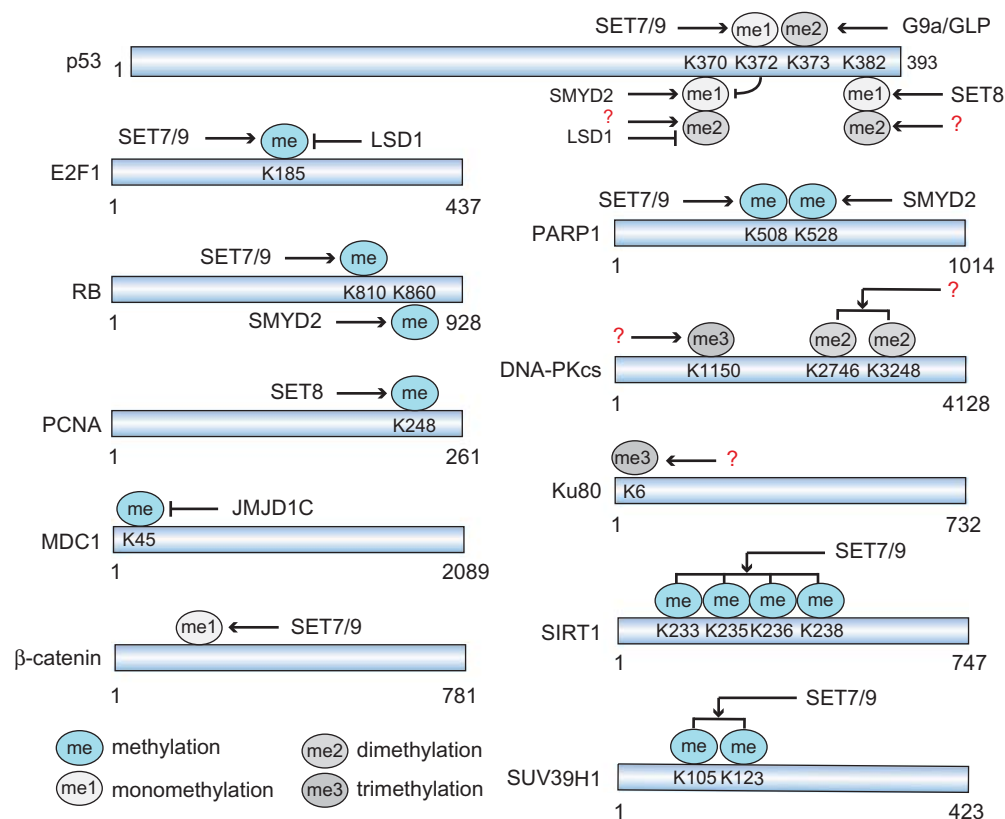 SET7/9 me1 me2 G9a/GLP
p53 1 K370 K372 K373 K382 393
SMYD2 me1 me1 SET8
? me2 me2 ?
LSD1
SET7/9 me LSD1
E2F1 K185
1 437
SET7/9 me me SMYD2
PARP1 K508 K528
1 1014
SET7/9 me
RB K810 K860
1 928
SMYD2 me
?
? me3 me2 me2
DNA-PKcs K1150 K2746 K3248
1 4128
SET8 me
PCNA K248
1 261
me3 ?
Ku80 K6
1 732
me JMJD1C
MDC1 K45
1 2089
SET7/9
me me me me
SIRT1 K233 K235 K236 K238
1 747
me1 SET7/9
β-catenin
1 781
SET7/9
me me
SUV39H1 K105 K123
1 423
me methylation me2 dimethylation
me1 monomethylation me3 trimethylation